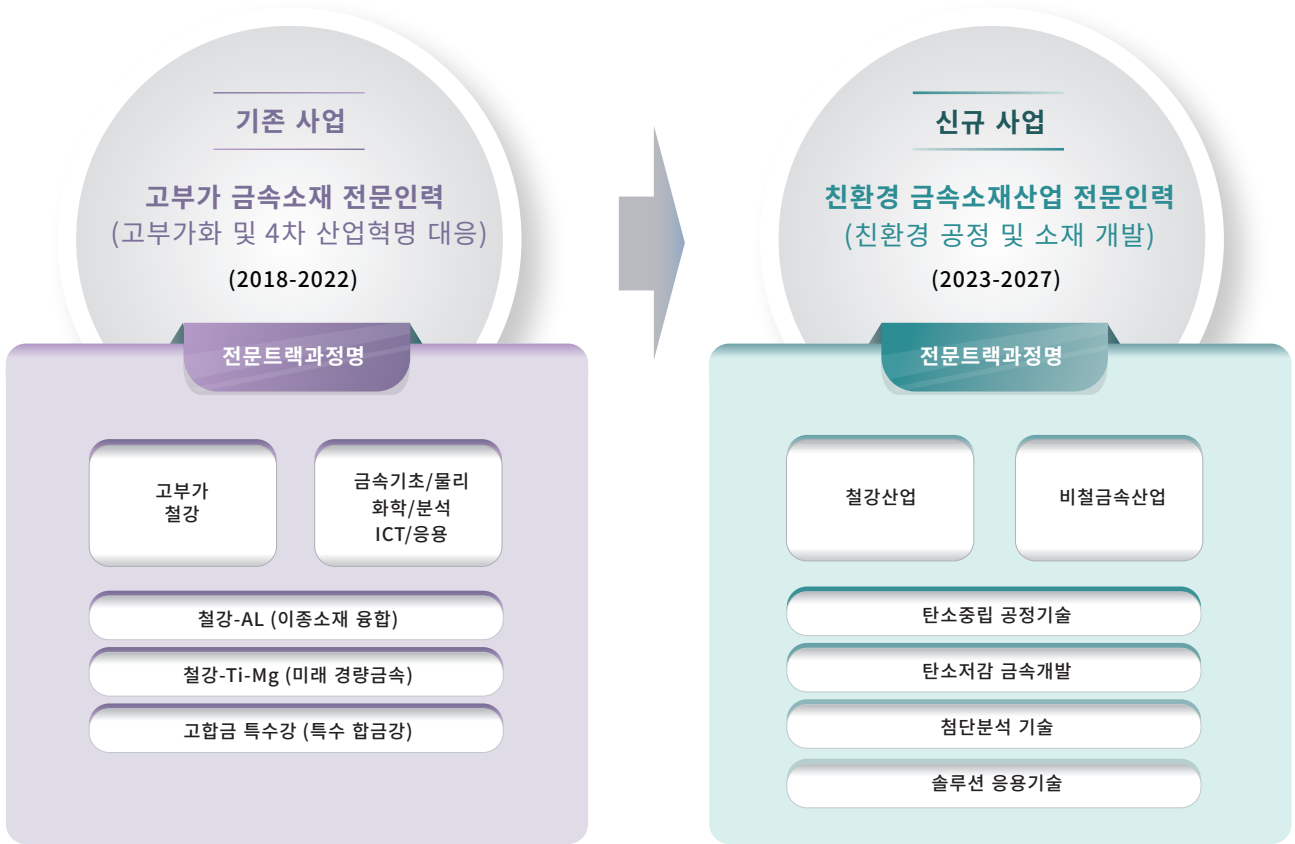 기존 사업
고부가 금속소재 전문인력
(고부가화 및 4차 산업혁명 대응)
(2018-2022)
전문트랙과정명
고부가
철강
금속기초/물리
화학/분석
ICT/응용
철강-AL (이종소재 융합)
철강-Ti-Mg (미래 경량금속)
고합금 특수강 (특수 합금강)
신규 사업
친환경 금속소재산업 전문인력
(친환경 공정 및 소재 개발)
(2023-2027)
전문트랙과정명
철강산업
비철금속산업
탄소중립 공정기술
탄소저감 금속개발
첨단분석 기술
솔루션 응용기술